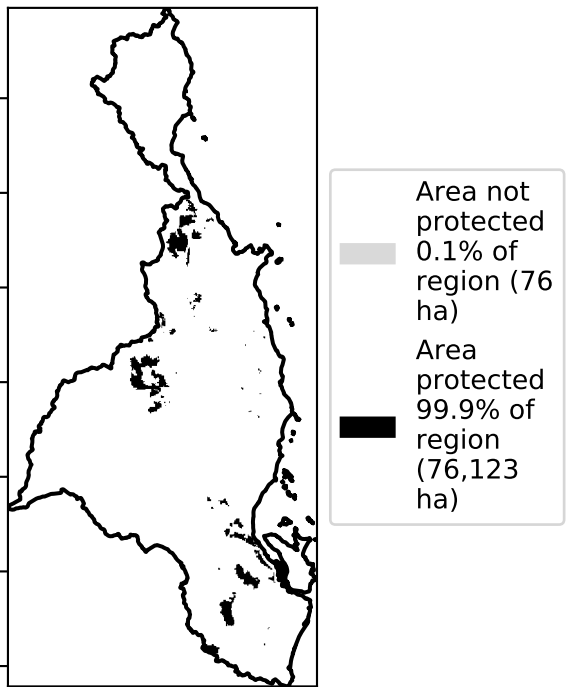 Area not
protected
0.1% of
region (76
ha)
Area
protected
99.9% of
region
(76,123
ha)